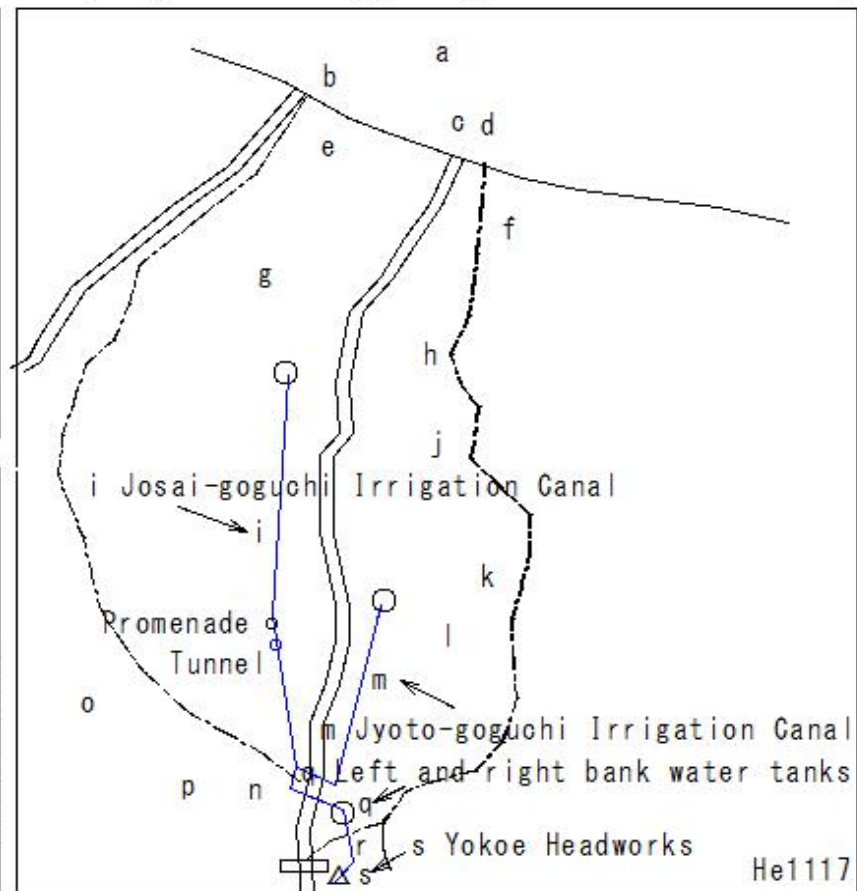 a
b
c d
e
f
g
h
j
i Josai-goguchi Irrigation Canal
i
k
Promenade
l
Tunnel
m
o
m Jyoto-goguchi Irrigation Canal
q Left and right bank water tanks
p n
q
r s Yokoe Headworks
s
He1117